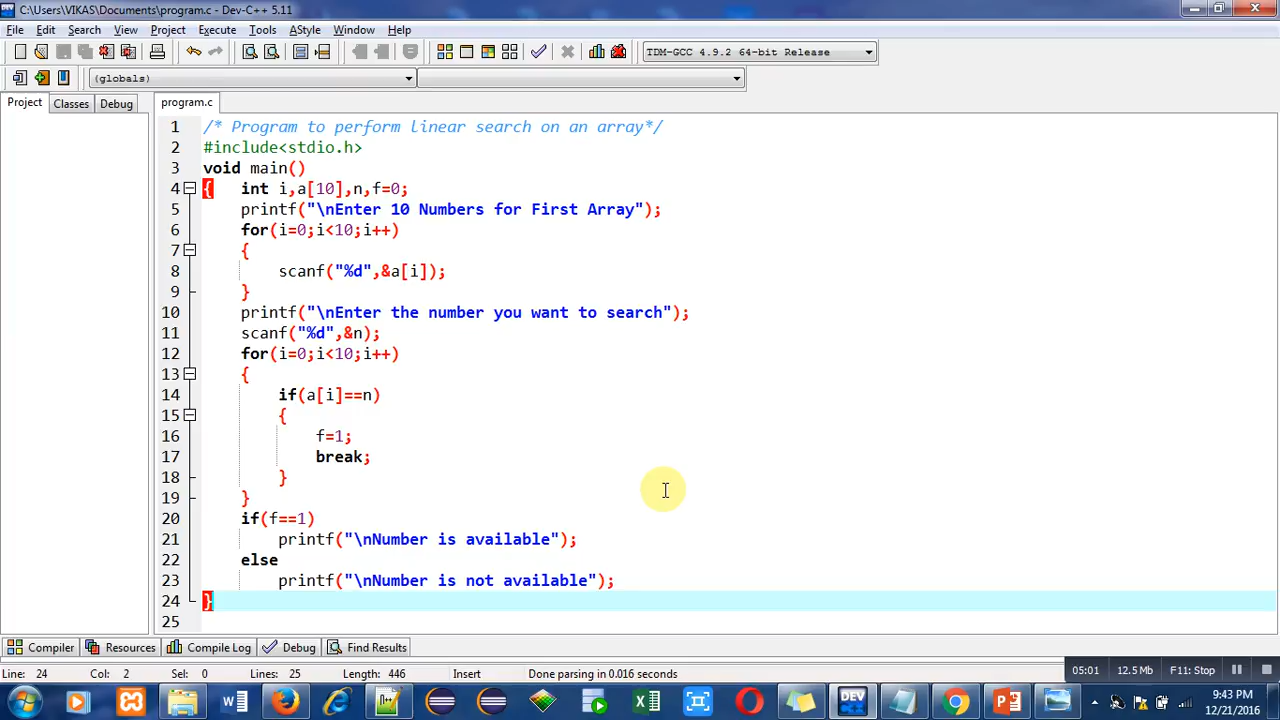 C:\Users\VIKAS\Documents\program.c - Dev-C++ 5.11
File Edit Search View Project Execute Tools AStyle Window Help
TDM-GCC 4.9.2 64-bit Release
(globals)
Project Classes Debug program.c
1 /* Program to perform linear search on an array*/
2 #include<stdio.h>
3 void main()
4 { int i,a[10],n,f=0;
5 printf("\nEnter 10 Numbers for First Array");
6 for(i=0;i<10;i++)
7 {
8 scanf("%d",&a[i]);
9 }
10 printf("\nEnter the number you want to search");
11 scanf("%d",&n);
12 for(i=0;i<10;i++)
13 {
14 if(a[i]==n)
15 {
16 f=1;
17 break;
18 }
19 }
20 if(f==1)
21 printf("\nNumber is available");
22 else
23 printf("\nNumber is not available");
24 }
25
Compiler Resources Compile Log Debug Find Results
Line: 24 Col: 2 Sel: 0 Lines: 25 Length: 446 Insert Done parsing in 0.016 seconds
05:01 12.5 Mb F11: Stop
DEV
9:43 PM
12/21/2016